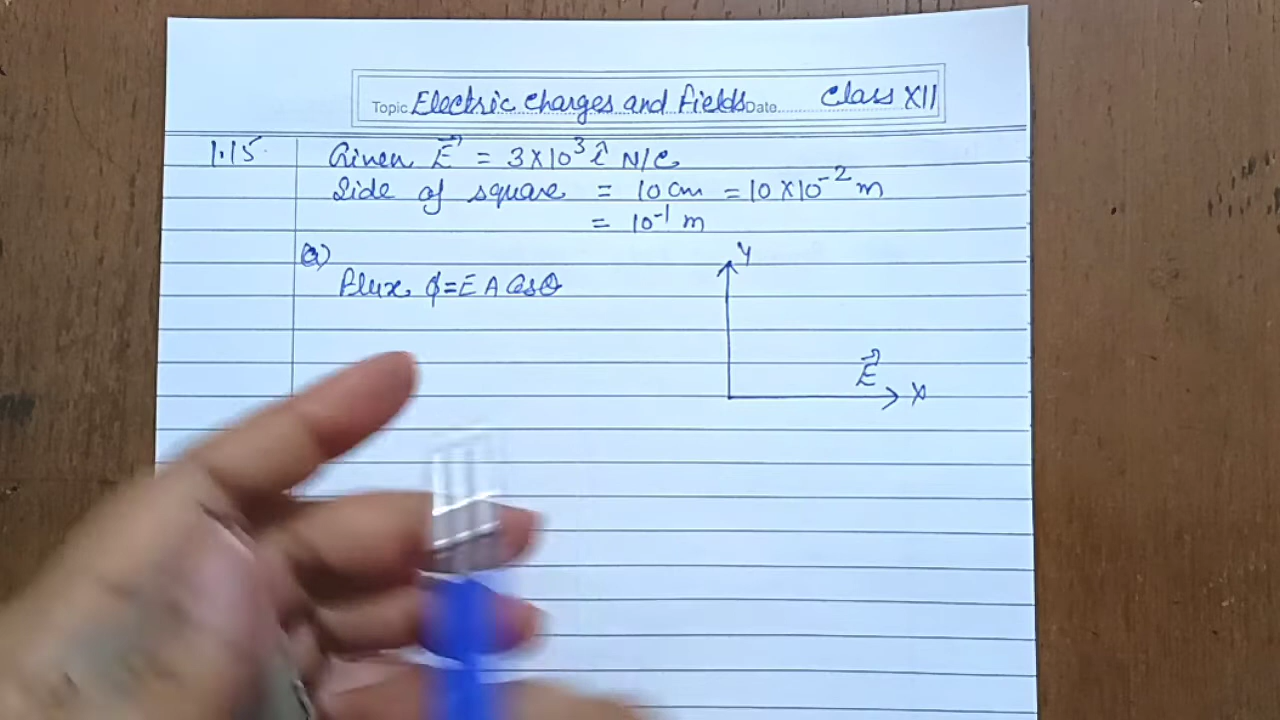 Topic Electric Charges and Fields Date Class XII
1.15. Given E⃗ = 3×10³ î N/C
Side of square = 10 cm = 10×10⁻² m
= 10⁻¹ m
(a)
Flux ϕ=EA Cosθ
Y
E⃗
X